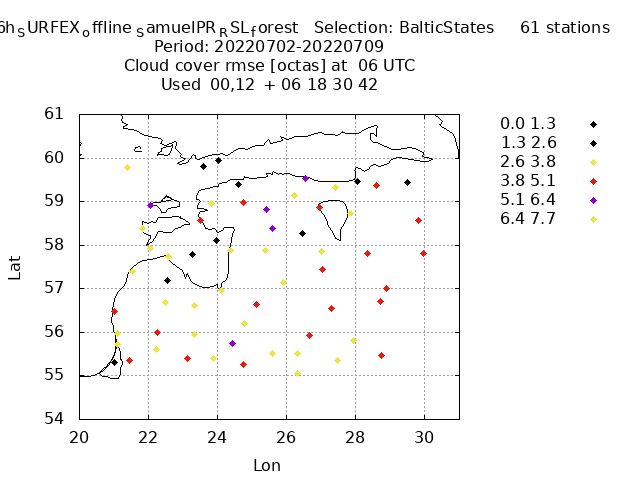 6h_SURFEX_offline_SamuelPR_RSL_forest Selection: BalticStates 61 stations
Period: 20220702-20220709
Cloud cover rmse [octas] at 06 UTC
Used 00,12 + 06 18 30 42
61
60
59
58
57
56
55
54
20 22 24 26 28 30
Lat
Lon
0.0 1.3
1.3 2.6
2.6 3.8
3.8 5.1
5.1 6.4
6.4 7.7